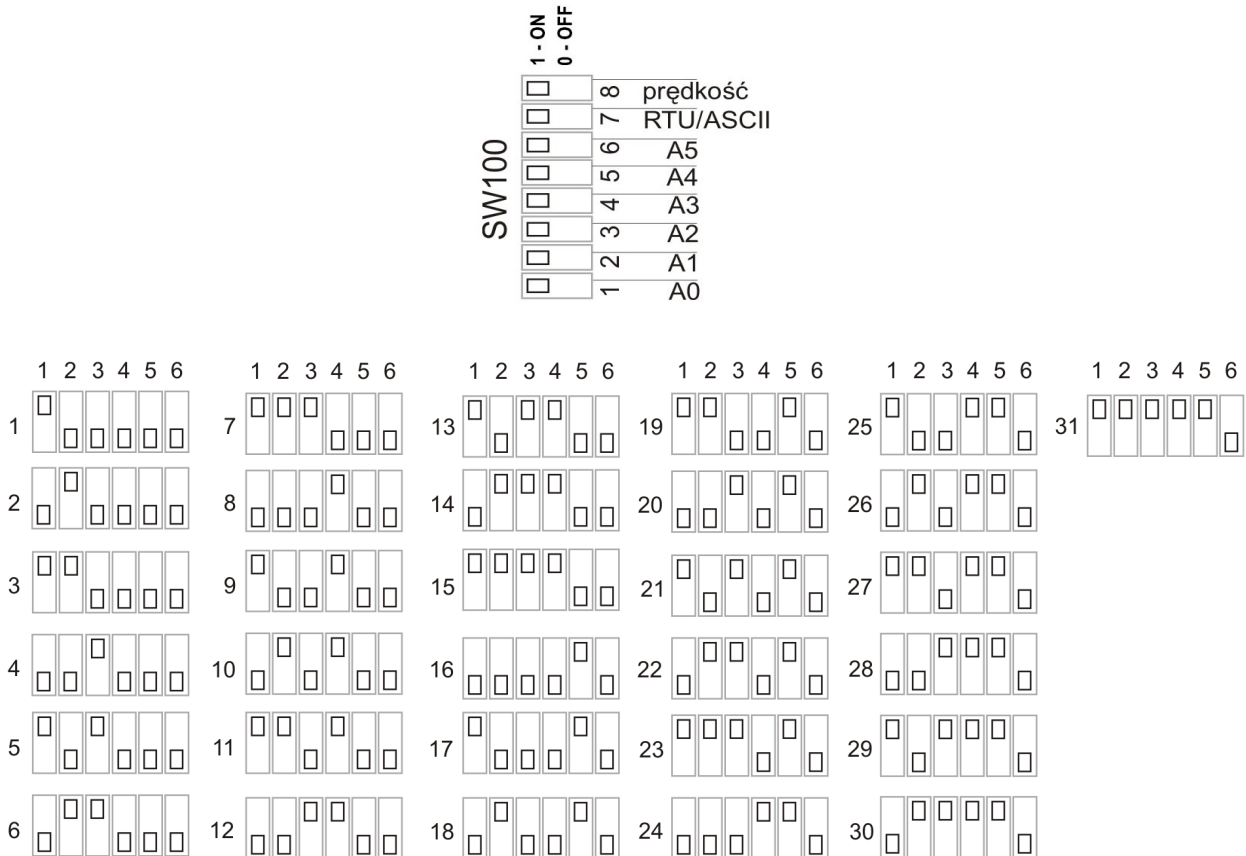 1 - ON
0 - OFF
SW100
8 prędkość
7 RTU/ASCII
6 A5
5 A4
4 A3
3 A2
2 A1
1 A0
1 2 3 4 5 6 1 2 3 4 5 6 1 2 3 4 5 6 1 2 3 4 5 6 1 2 3 4 5 6 1 2 3 4 5 6
1 7 13 19 25 31
2 8 14 20 26
3 9 15 21 27
4 10 16 22 28
5 11 17 23 29
6 12 18 24 30